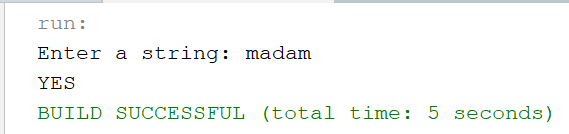 run:
Enter a string: madam
YES
BUILD SUCCESSFUL (total time: 5 seconds)